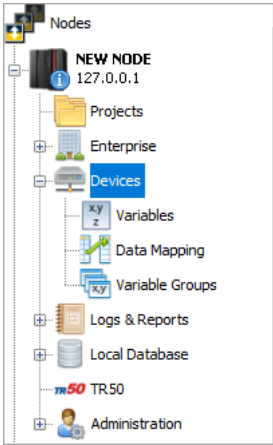 Nodes
NEW NODE
127.0.0.1
Projects
Enterprise
Devices
x,y
z
Variables
Data Mapping
x,y
Variable Groups
Logs & Reports
Local Database
TR50 TR50
Administration